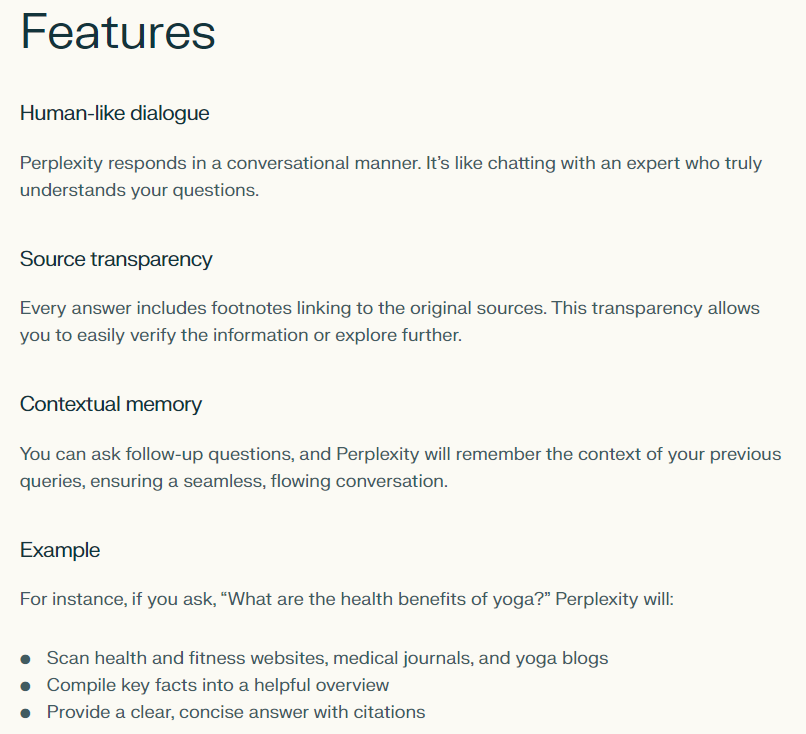 Features
Human-like dialogue
Perplexity responds in a conversational manner. It’s like chatting with an expert who truly
understands your questions.
Source transparency
Every answer includes footnotes linking to the original sources. This transparency allows
you to easily verify the information or explore further.
Contextual memory
You can ask follow-up questions, and Perplexity will remember the context of your previous
queries, ensuring a seamless, flowing conversation.
Example
For instance, if you ask, “What are the health benefits of yoga?” Perplexity will:
● Scan health and fitness websites, medical journals, and yoga blogs
● Compile key facts into a helpful overview
● Provide a clear, concise answer with citations